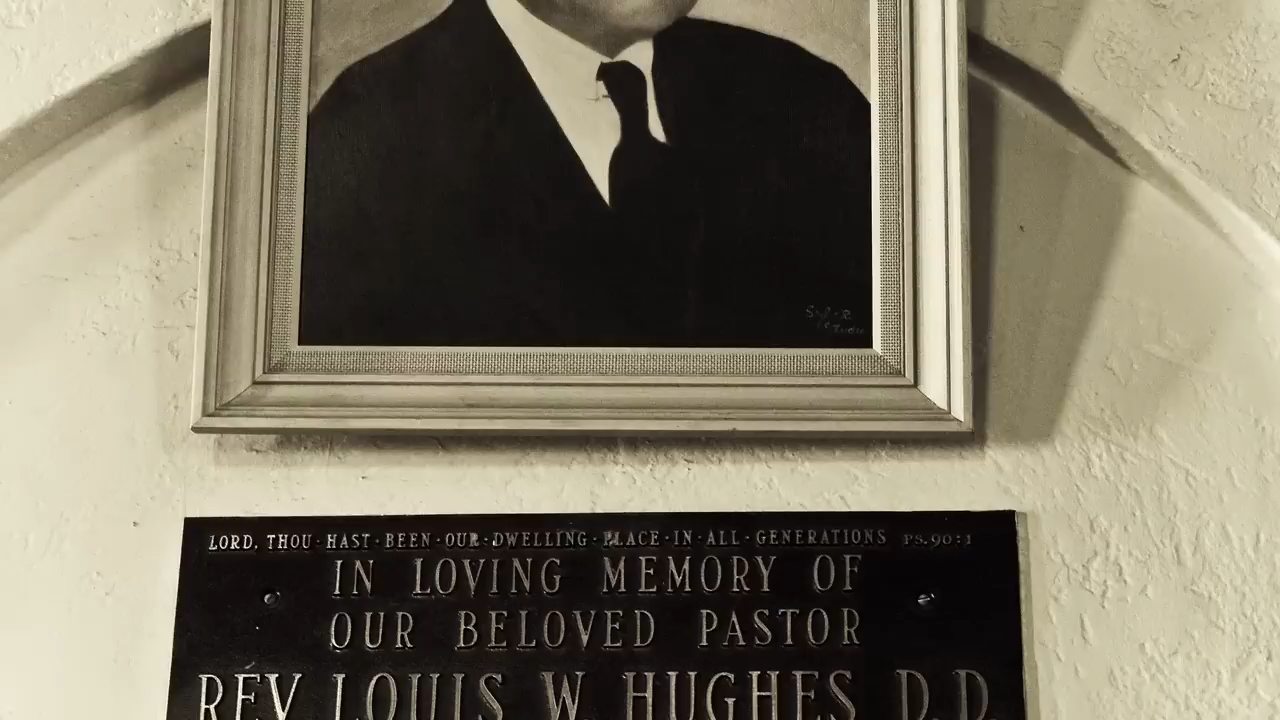 LORD, THOU·HAST·BEEN·OUR·DWELLING·PLACE·IN·ALL·GENERATIONS PS.90:1
IN LOVING MEMORY OF
OUR BELOVED PASTOR
REV. LOUIS W. HUGHES D.D.